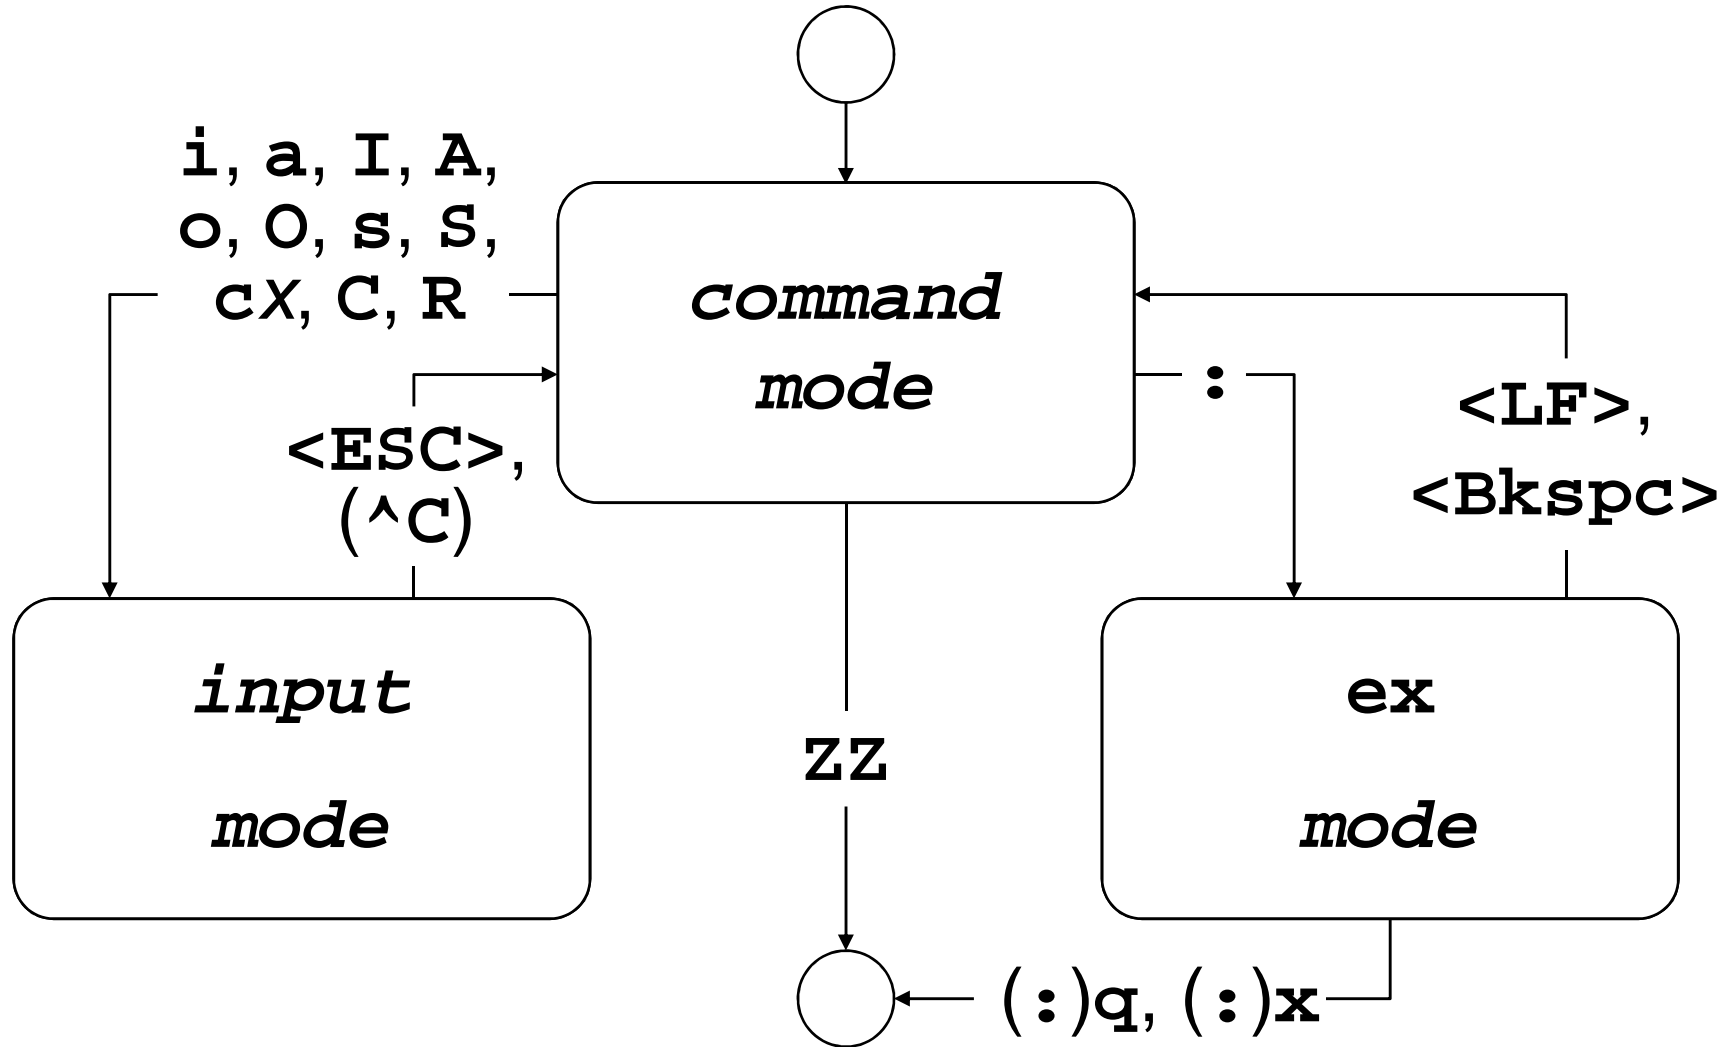 i, a, I, A,
o, O, s, S,
cX, C, R
command
mode
:
<LF>,
<Bkspc>
<ESC>,
(^C)
input
mode
ex
mode
ZZ
(:)q, (:)x